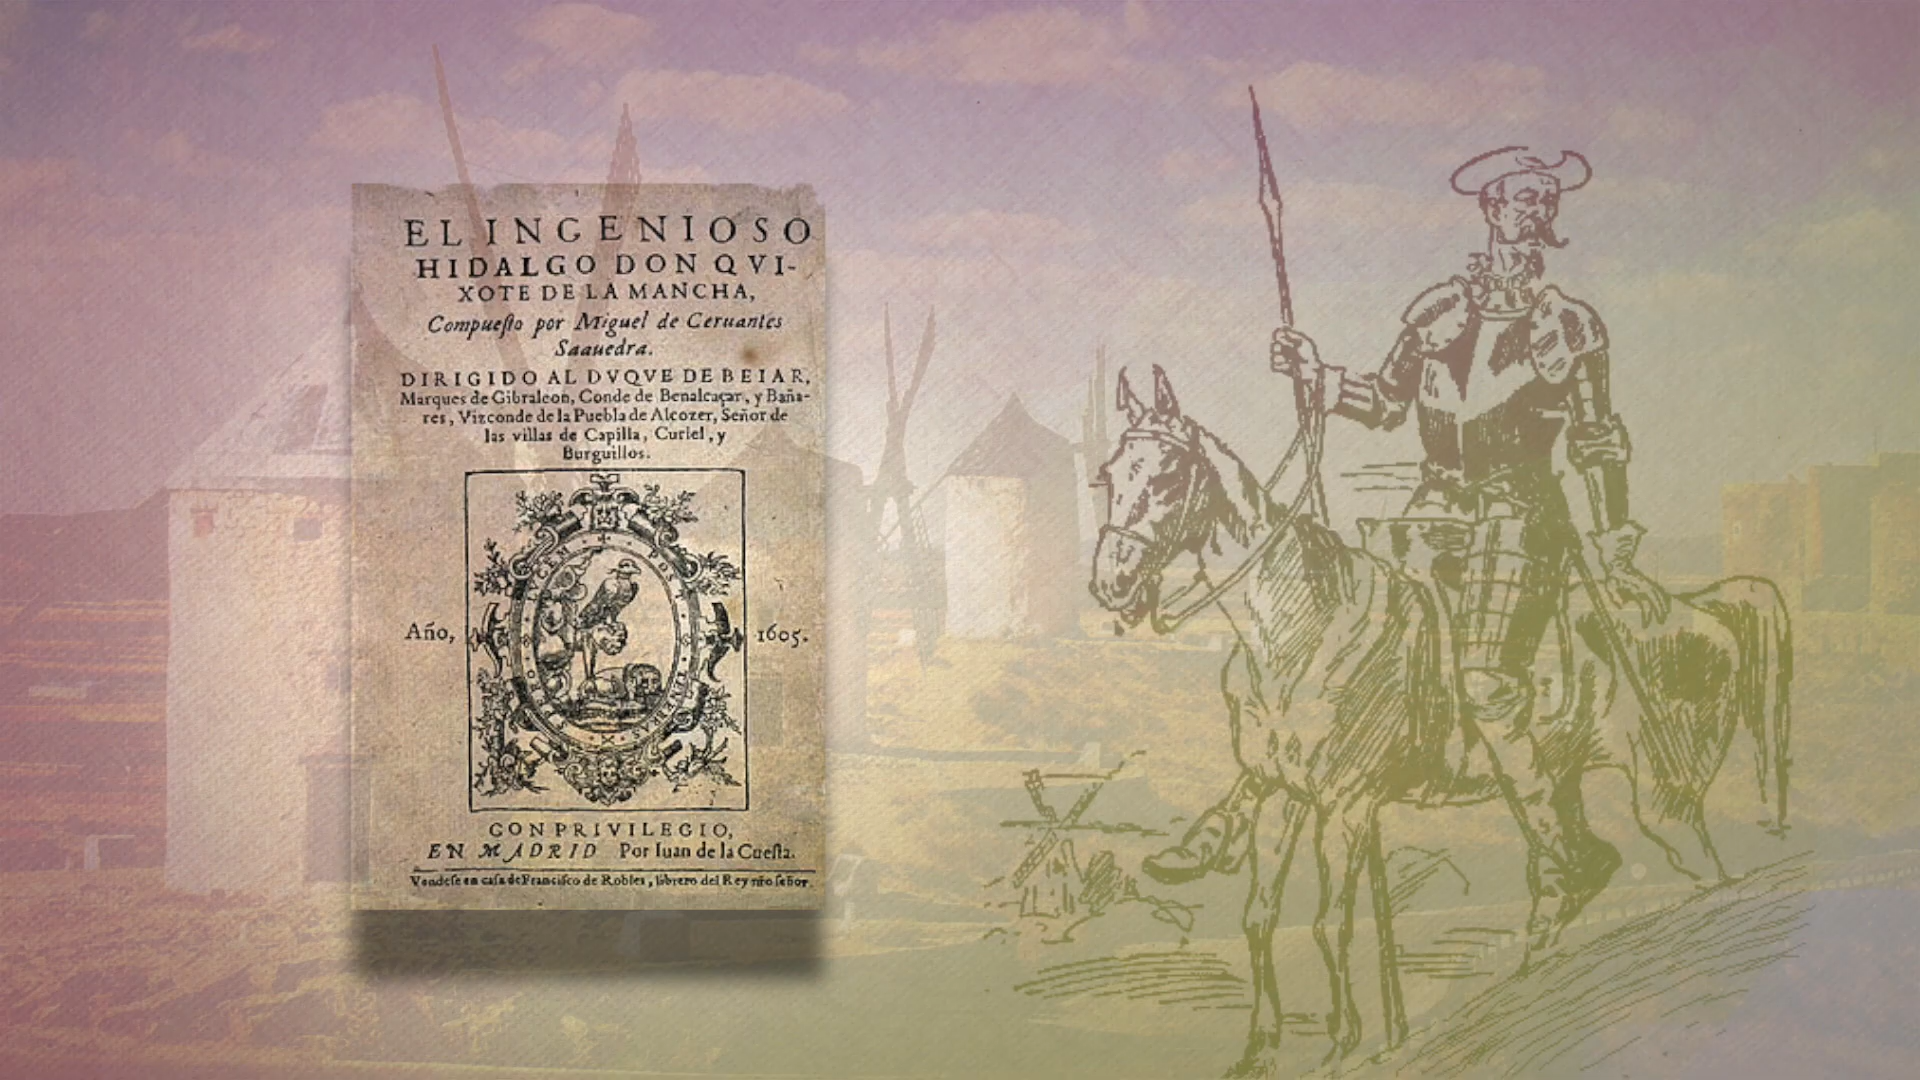 EL INGENIOSO
HIDALGO DON QVI-
XOTE DE LA MANCHA,
Compuesto por Miguel de Ceruantes
Saauedra.
DIRIGIDO AL DVQVE DE BEIAR,
Marques de Gibraleon, Conde de Benalcaçar, y Baña-
res, Vizconde de la Puebla de Alcozer, Señor de
las villas de Capilla, Curiel, y
Burguillos.
Año,
1605.
CON PRIVILEGIO,
EN MADRID Por Iuan de la Cuesta.
Vendese en casa de Francisco de Robles, librero del Rey nro señor.